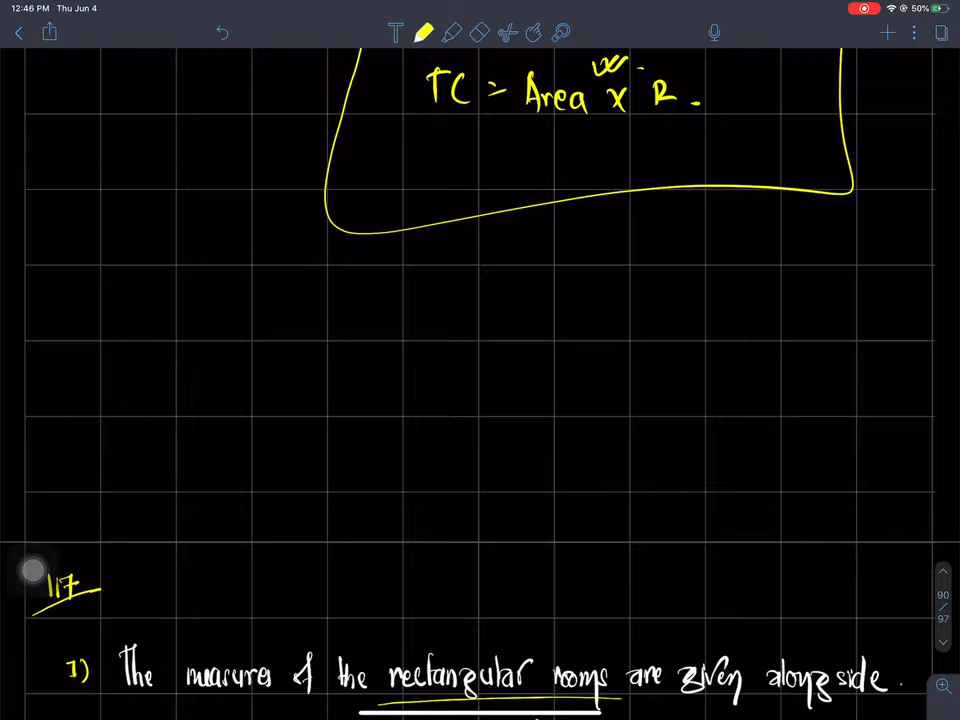 12:46 PM Thu Jun 4
50%
T
TC = Area x R.
90
97
117
1) The measures of the rectangular rooms are given alongside.